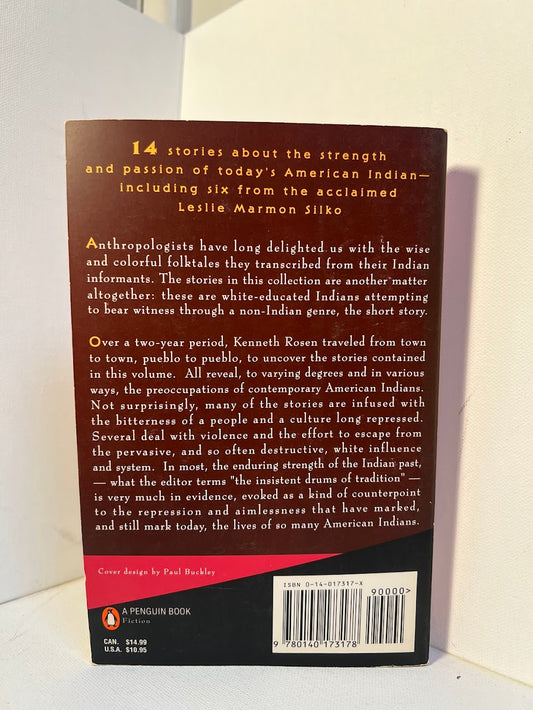 14 stories about the strength
and passion of today's American Indian—
including six from the acclaimed
Leslie Marmon Silko
Anthropologists have long delighted us with the wise
and colorful folktales they transcribed from their Indian
informants. The stories in this collection are another matter
altogether: these are white-educated Indians attempting
to bear witness through a non-Indian genre, the short story.
Over a two-year period, Kenneth Rosen traveled from town
to town, pueblo to pueblo, to uncover the stories contained
in this volume. All reveal, to varying degrees and in various
ways, the preoccupations of contemporary American Indians.
Not surprisingly, many of the stories are infused with
the bitterness of a people and a culture long repressed.
Several deal with violence and the effort to escape from
the pervasive, and so often destructive, white influence
and system. In most, the enduring strength of the Indian past,
— what the editor terms "the insistent drums of tradition" —
is very much in evidence, evoked as a kind of counterpoint
to the repression and aimlessness that have marked,
and still mark today, the lives of so many American Indians.
Cover design by Paul Buckley
A PENGUIN BOOK
Fiction
CAN. $14.99
U.S.A. $10.95
ISBN 0-14-017317-X
90000>
9 780140 173178